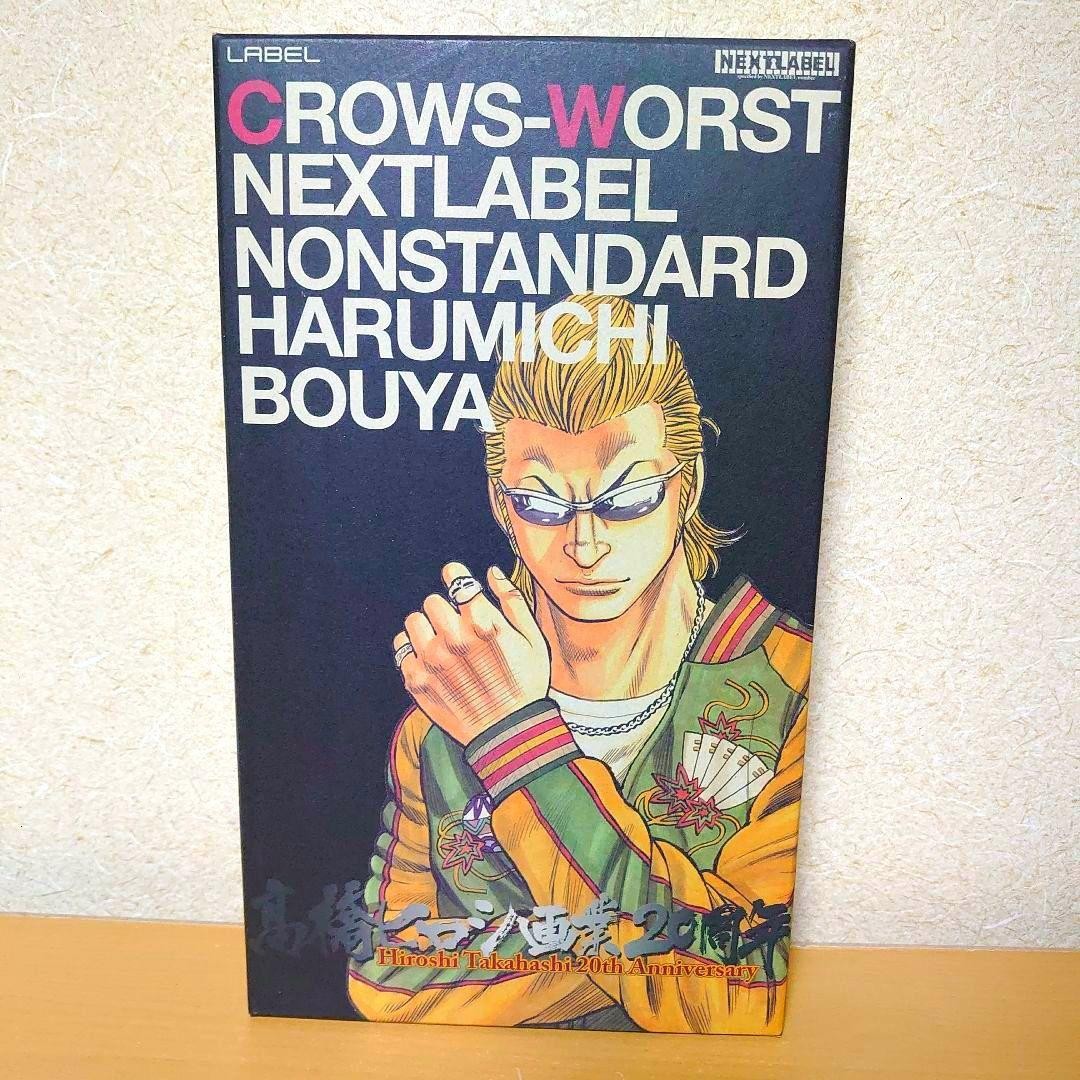 LABEL
NEXTLABEL
CROWS-WORST
NEXTLABEL
NONSTANDARD
HARUMICHI
BOUYA
髙橋ヒロシ画業20周年
Hiroshi Takahashi 20th Anniversary